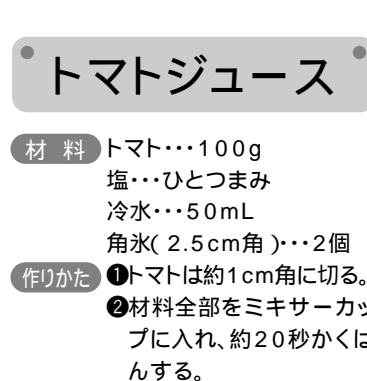 トマトジュース
材 料 トマト･･･100g
塩･･･ひとつまみ
冷水･･･50mL
角氷(2.5cm角)･･･2個
作りかた ❶トマトは約1cm角に切る。
❷材料全部をミキサーカッ
プに入れ、約20秒かくは
んする。